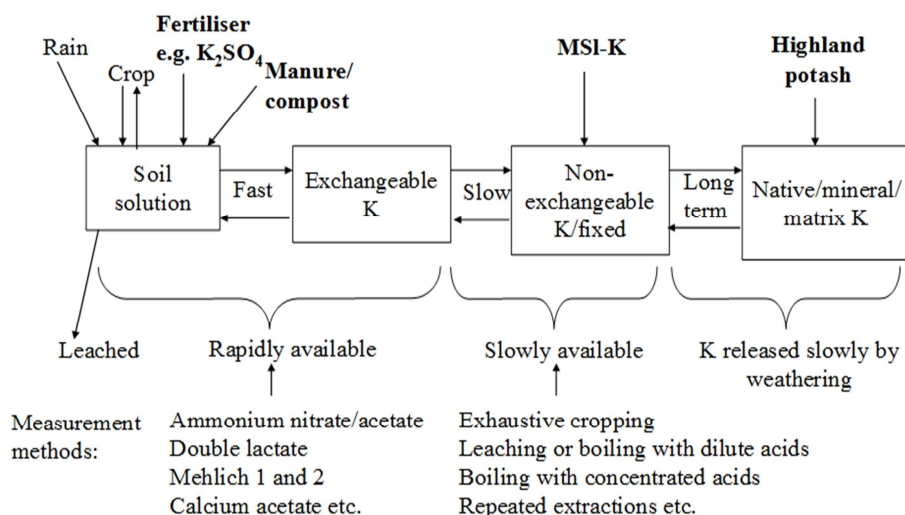 Fertiliser
e.g. K₂SO₄
Rain
Crop
Manure/
compost
MSl-K
Highland
potash
Soil
solution
Fast
Exchangeable
K
Slow
Non-
exchangeable
K/fixed
Long
term
Native/mineral/
matrix K
Leached
Rapidly available
Slowly available
K released slowly by
weathering
Measurement
methods:
Ammonium nitrate/acetate
Double lactate
Mehlich 1 and 2
Calcium acetate etc.
Exhaustive cropping
Leaching or boiling with dilute acids
Boiling with concentrated acids
Repeated extractions etc.